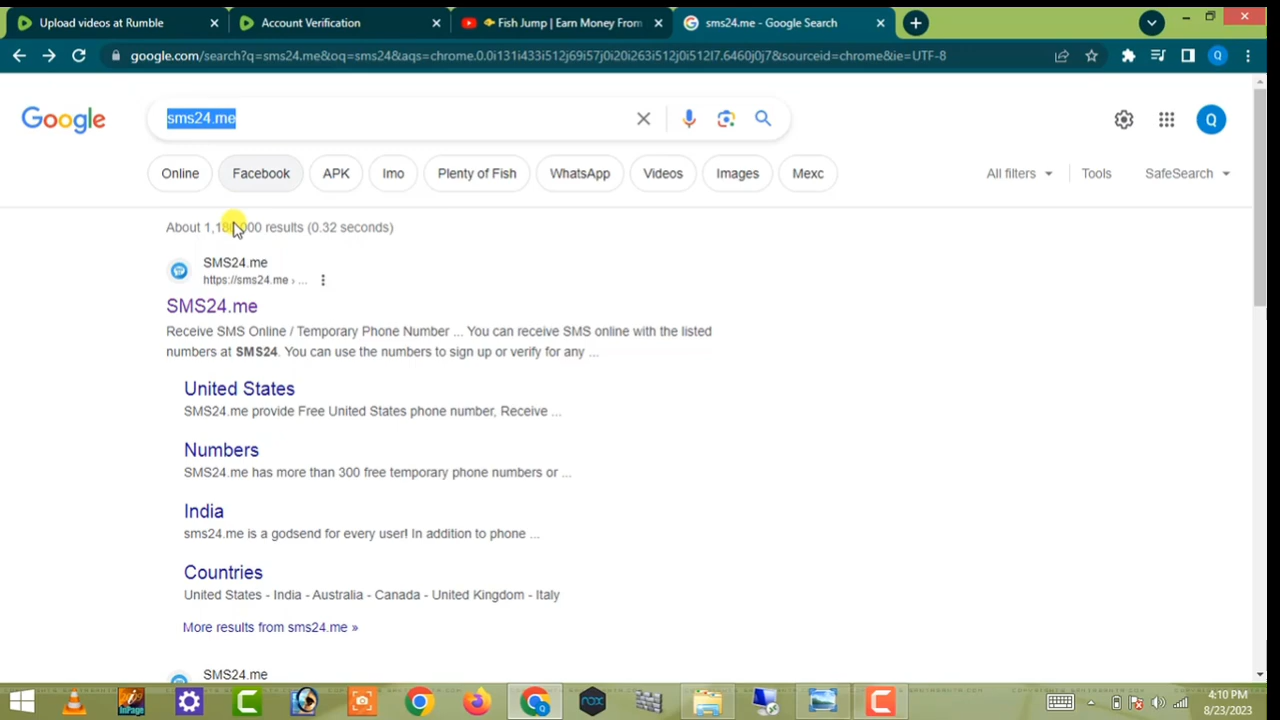 Upload videos at Rumble
Account Verification
Fish Jump | Earn Money From
sms24.me - Google Search
google.com/search?q=sms24.me&oq=sms24.me&aqs=chrome.0.0i131i433i512j69i57j0i20i263i512j0i512l7.6460j0j7&sourceid=chrome&ie=UTF-8
Q
Google
sms24.me
Q
Online
Facebook
APK
Imo
Plenty of Fish
WhatsApp
Videos
Images
Mexc
All filters
Tools
SafeSearch
results (0.32 seconds)
SMS24.me
https://sms24.me › ...
SMS24.me
Receive SMS Online / Temporary Phone Number ... You can receive SMS online with the listed
numbers at SMS24. You can use the numbers to sign up or verify for any ...
United States
SMS24.me provide Free United States phone number, Receive ...
Numbers
SMS24.me has more than 300 free temporary phone numbers or ...
India
sms24.me is a godsend for every user! In addition to phone ...
Countries
United States - India - Australia - Canada - United Kingdom - Italy
More results from sms24.me »
SMS24.me
InPage
nox
4:10 PM
8/23/2023